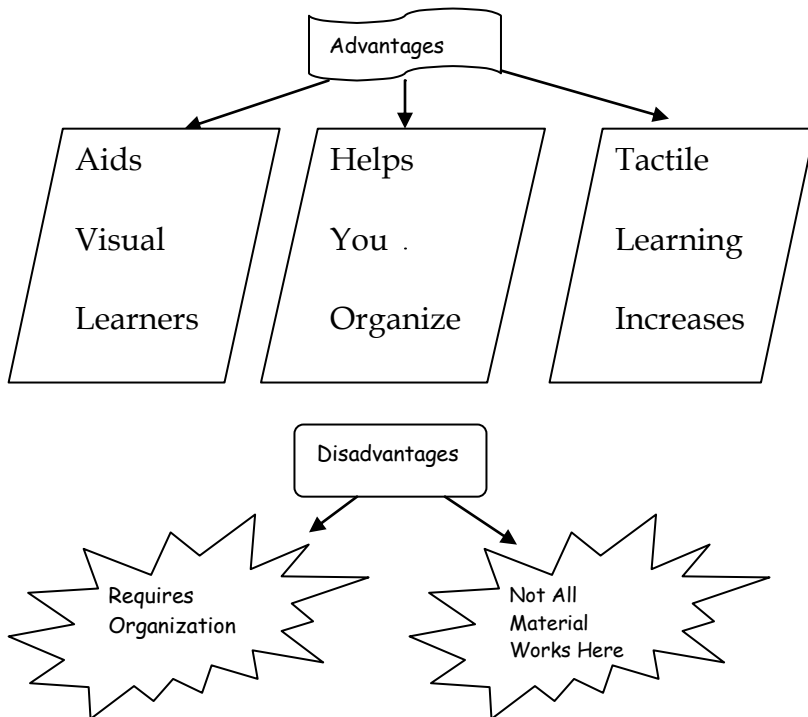 Advantages
Aids
Visual
Learners
Helps
You .
Organize
Tactile
Learning
Increases
Disadvantages
Requires
Organization
Not All
Material
Works Here